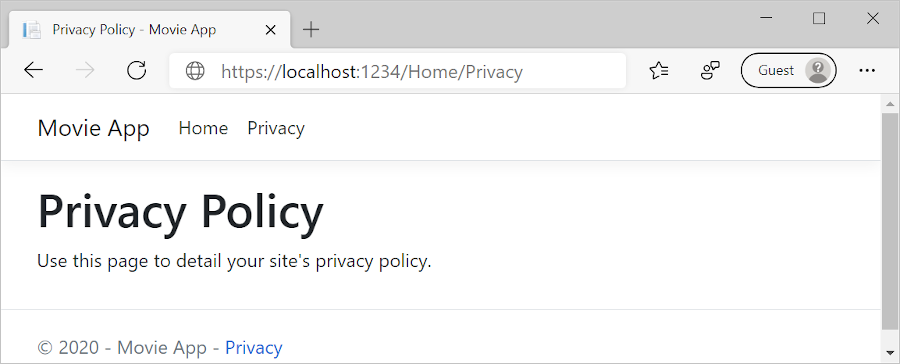 Privacy Policy - Movie App
https://localhost:1234/Home/Privacy
Guest
Movie App Home Privacy
Privacy Policy
Use this page to detail your site's privacy policy.
© 2020 - Movie App - Privacy